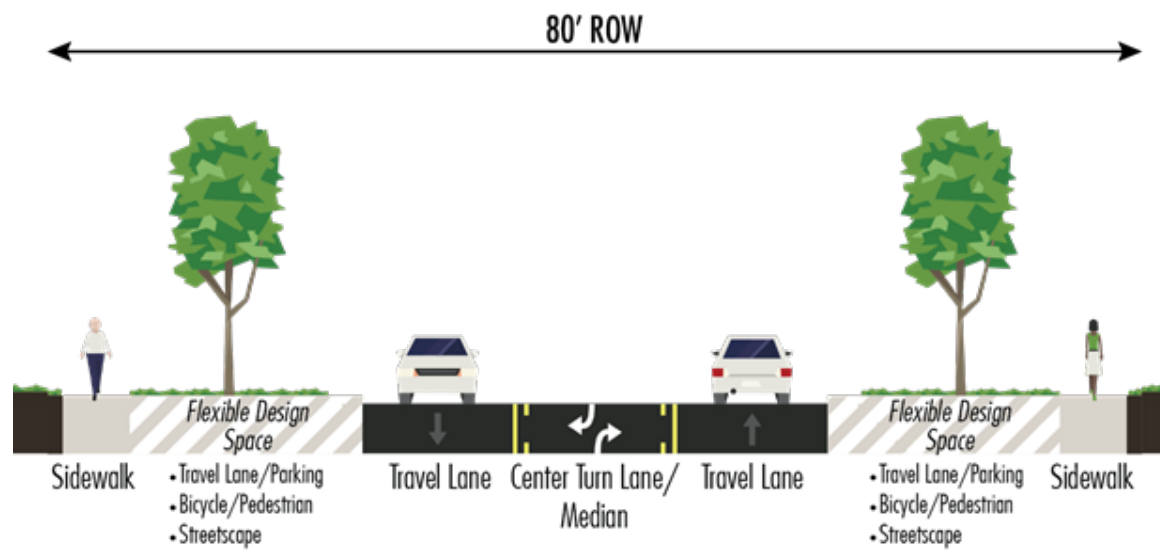 80’ ROW
Flexible Design
Space
Flexible Design
Space
Sidewalk
• Travel Lane/Parking
• Bicycle/Pedestrian
• Streetscape
Travel Lane
Center Turn Lane/
Median
Travel Lane
• Travel Lane/Parking
• Bicycle/Pedestrian
• Streetscape
Sidewalk